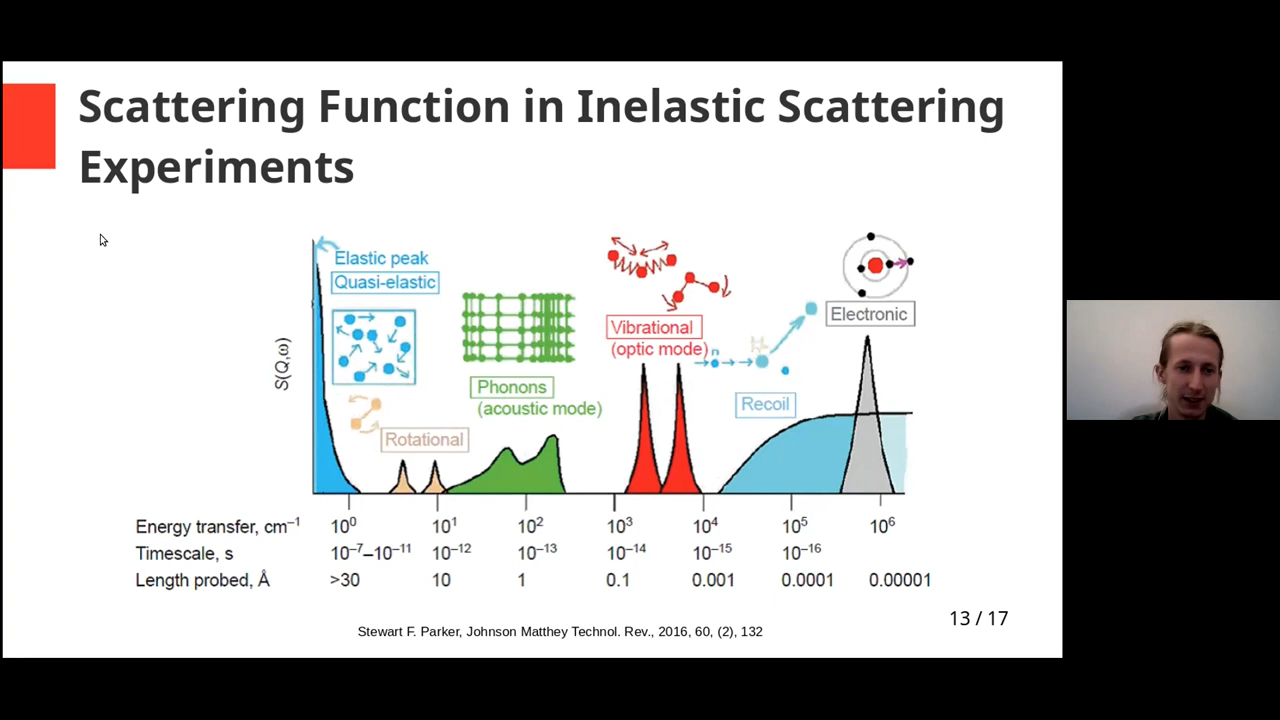 Scattering Function in Inelastic Scattering
Experiments
Elastic peak
Quasi-elastic
Rotational
Phonons
(acoustic mode)
Vibrational
(optic mode)
n
H
Recoil
Electronic
S(Q,ω)
Energy transfer, cm⁻¹ 10⁰ 10¹ 10² 10³ 10⁴ 10⁵ 10⁶
Timescale, s 10⁻⁷–10⁻¹¹ 10⁻¹² 10⁻¹³ 10⁻¹⁴ 10⁻¹⁵ 10⁻¹⁶
Length probed, Å >30 10 1 0.1 0.001 0.0001 0.00001
13 / 17
Stewart F. Parker, Johnson Matthey Technol. Rev., 2016, 60, (2), 132